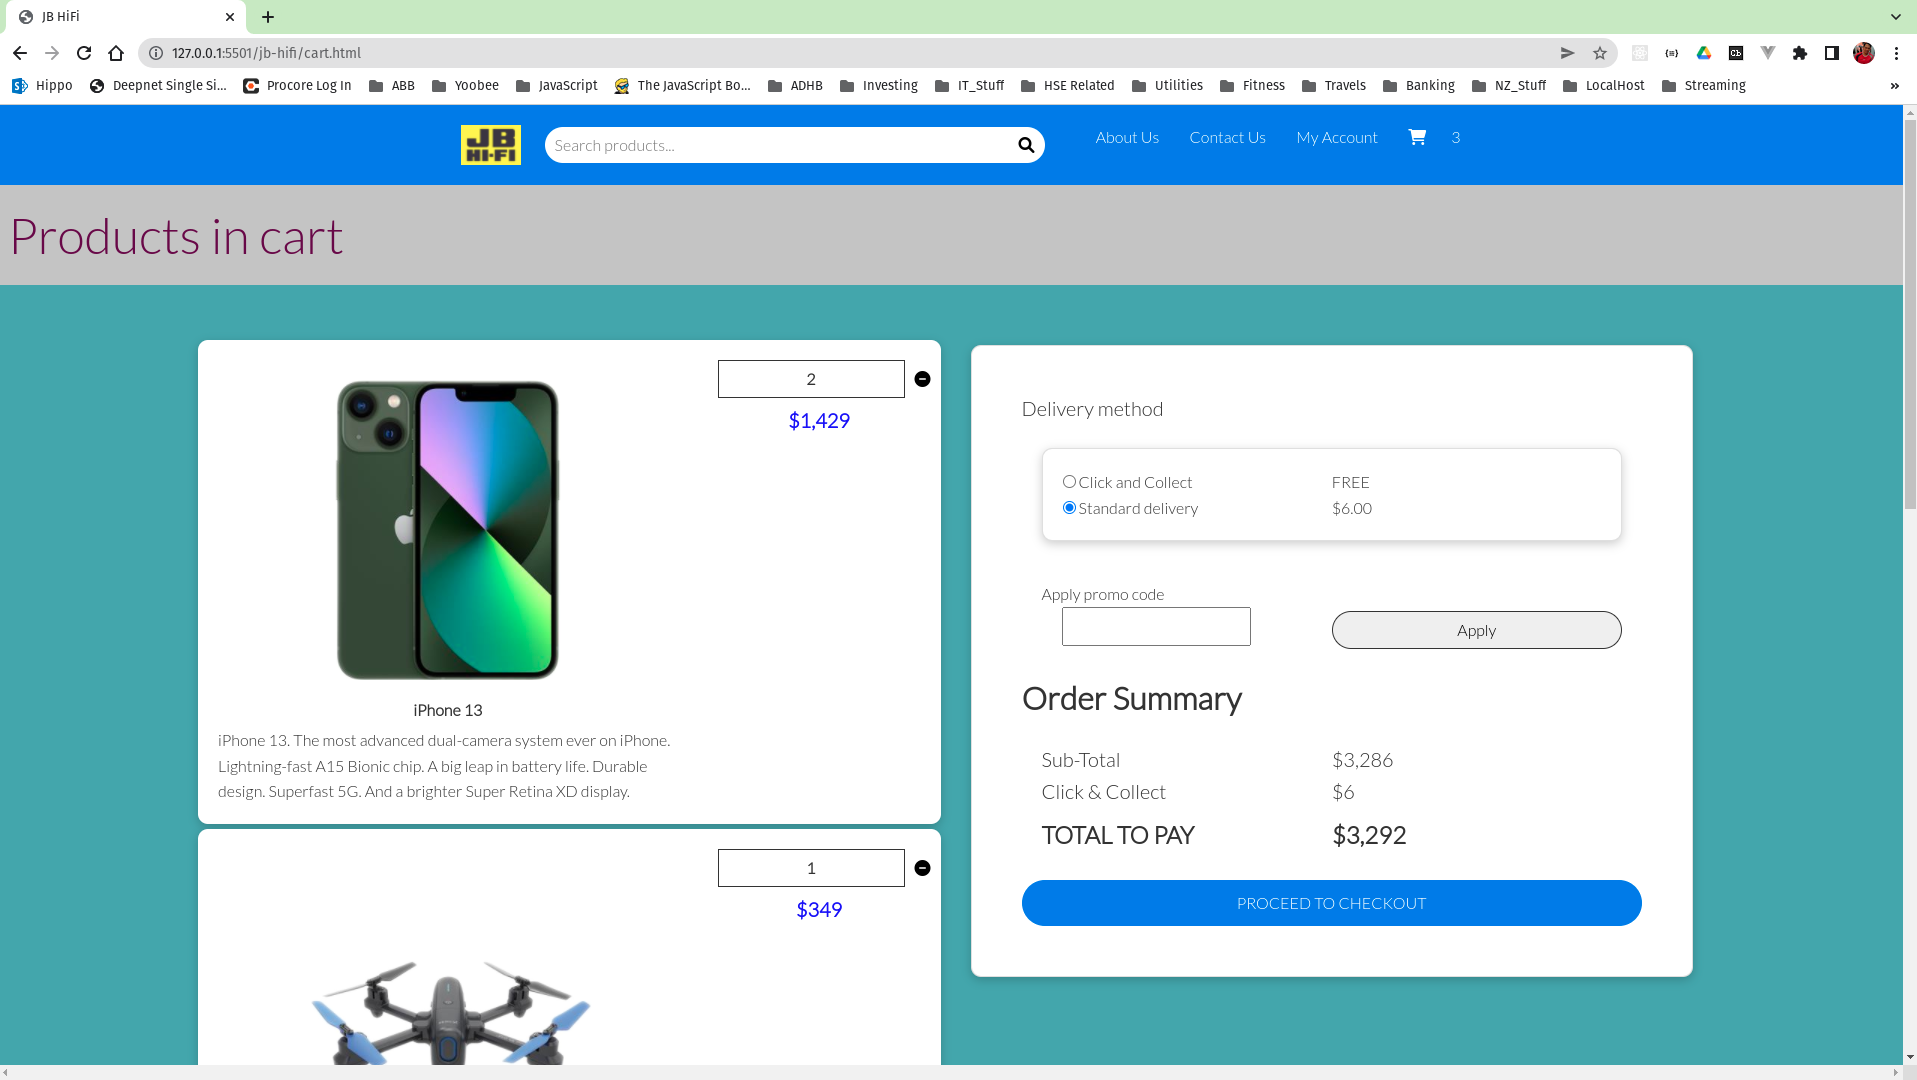 JB HiFi
127.0.0.1:5501/jb-hifi/cart.html
Hippo
Deepnet Single Si...
Procore Log In
ABB
Yoobee
JavaScript
The JavaScript Bo...
ADHB
Investing
IT_Stuff
HSE Related
Utilities
Fitness
Travels
Banking
NZ_Stuff
LocalHost
Streaming
JB
HI-FI
Search products...
About Us
Contact Us
My Account
3
Products in cart
2
$1,429
iPhone 13
iPhone 13. The most advanced dual-camera system ever on iPhone.
Lightning-fast A15 Bionic chip. A big leap in battery life. Durable
design. Superfast 5G. And a brighter Super Retina XD display.
1
$349
Delivery method
Click and Collect FREE
Standard delivery $6.00
Apply promo code
Apply
Order Summary
Sub-Total $3,286
Click & Collect $6
TOTAL TO PAY $3,292
PROCEED TO CHECKOUT